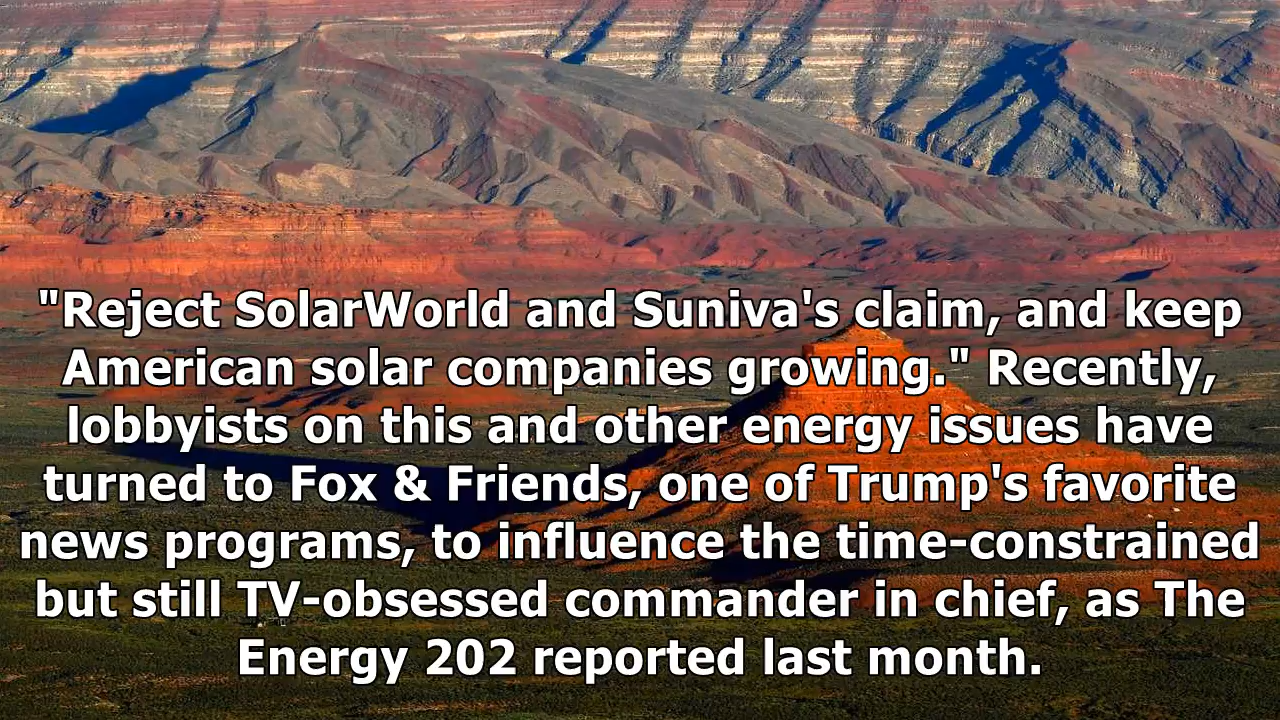 "Reject SolarWorld and Suniva's claim, and keep
American solar companies growing." Recently,
lobbyists on this and other energy issues have
turned to Fox & Friends, one of Trump's favorite
news programs, to influence the time-constrained
but still TV-obsessed commander in chief, as The
Energy 202 reported last month.